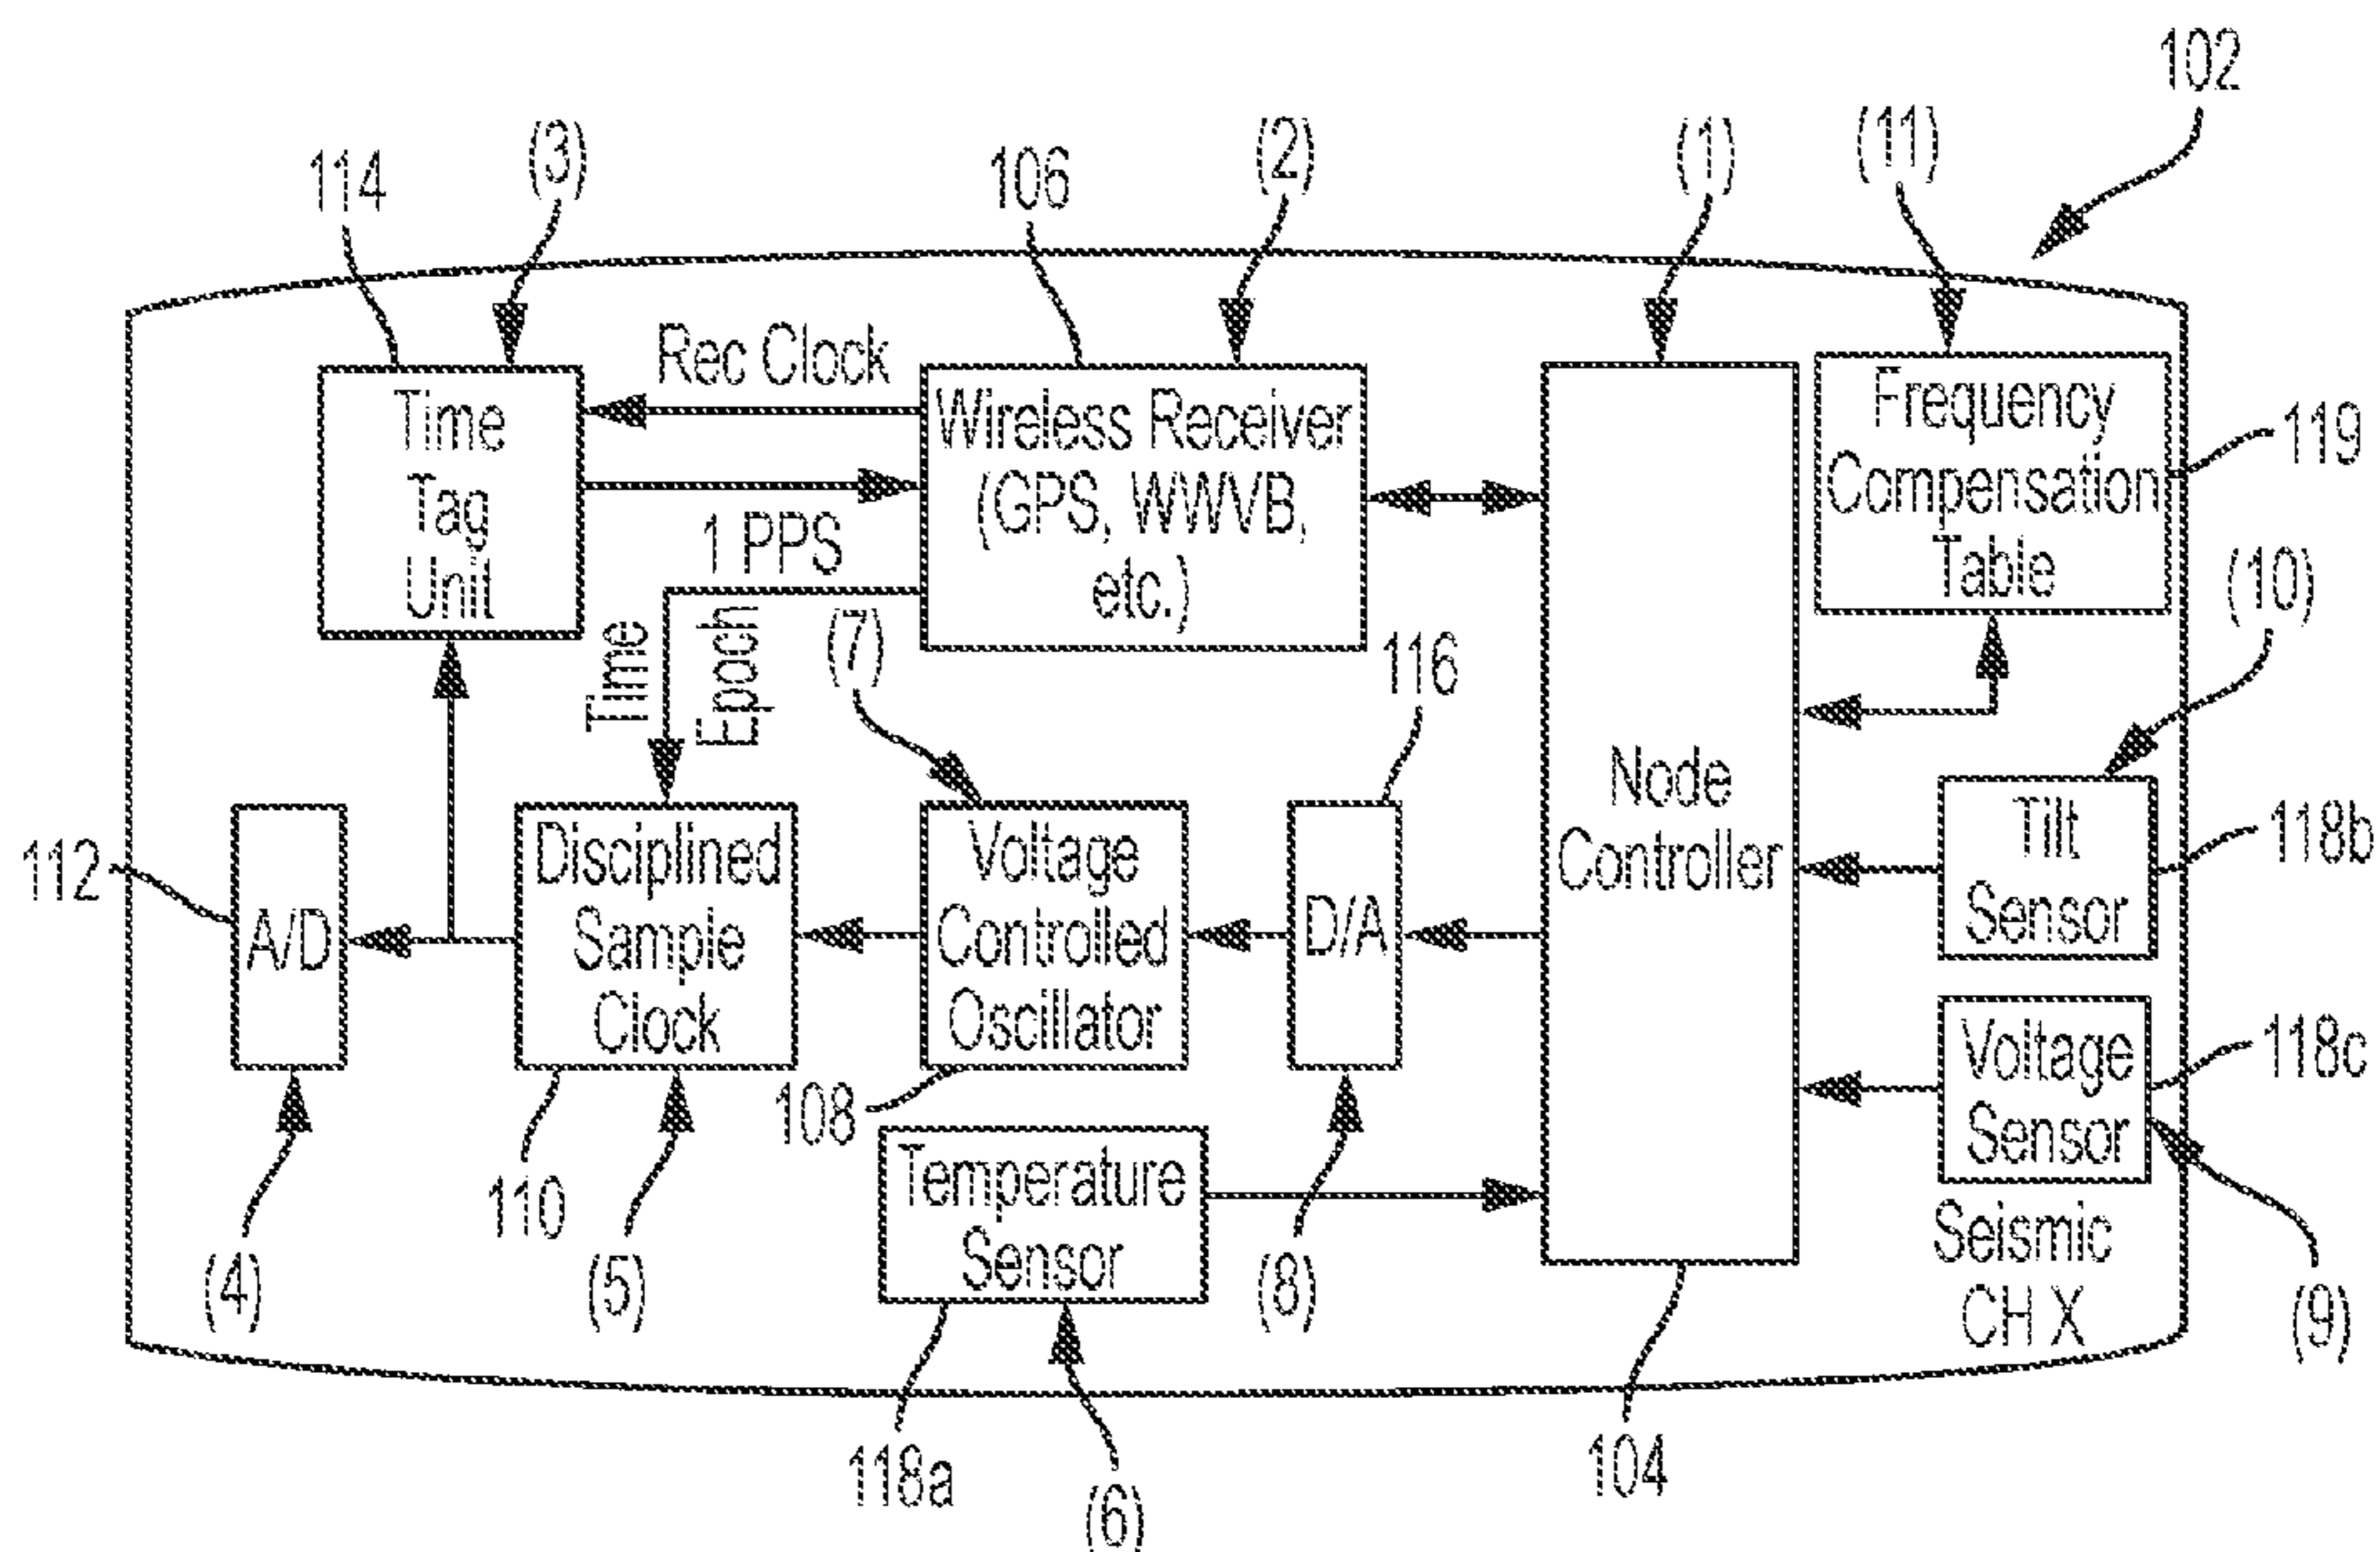 102
(3)
(2)
(1)
(11)
114
106
Rec Clock
Time
Tag
Unit
Wireless Receiver
(GPS, WWVB,
etc.)
Frequency
Compensation
Table
119
1 PPS
Time
Epoch
(7)
116
(10)
Node
Controller
112
A/D
Disciplined
Sample
Clock
Voltage
Controlled
Oscillator
D/A
Tilt
Sensor
118b
Voltage
Sensor
118c
108
110
Temperature
Sensor
Seismic
CH X
(4)
(5)
(8)
(9)
118a
(6)
104